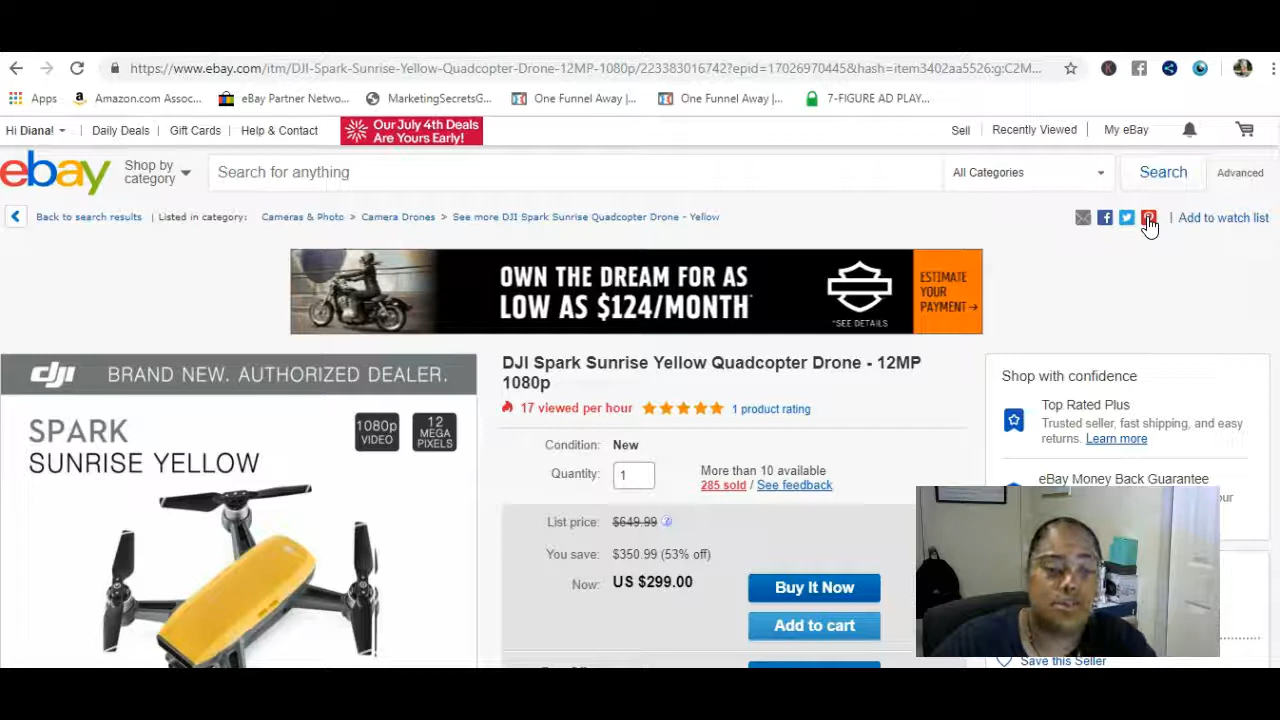 https://www.ebay.com/itm/DJI-Spark-Sunrise-Yellow-Quadcopter-Drone-12MP-1080p/223383016742?epid=17026970445&hash=item3402aa5526:g:C2M...
Apps Amazon.com Assoc... eBay Partner Netwo... MarketingSecretsG... One Funnel Away |... One Funnel Away |... 7-FIGURE AD PLAY...
Hi Diana! Daily Deals Gift Cards Help & Contact Our July 4th Deals Are Yours Early! Sell Recently Viewed My eBay
ebay Shop by category Search for anything All Categories Search Advanced
Back to search results | Listed in category: Cameras & Photo > Camera Drones > See more DJI Spark Sunrise Quadcopter Drone - Yellow | Add to watch list
OWN THE DREAM FOR AS
LOW AS $124/MONTH*
*SEE DETAILS
ESTIMATE
YOUR
PAYMENT→
dji BRAND NEW. AUTHORIZED DEALER.
SPARK
SUNRISE YELLOW
1080p
VIDEO
12
MEGA
PIXELS
DJI Spark Sunrise Yellow Quadcopter Drone - 12MP
1080p
17 viewed per hour 1 product rating
Condition: New
Quantity: 1 More than 10 available
285 sold / See feedback
List price: $649.99
You save: $350.99 (53% off)
Now: US $299.00
Buy It Now
Add to cart
Shop with confidence
Top Rated Plus
Trusted seller, fast shipping, and easy
returns. Learn more
eBay Money Back Guarantee
our
Save this Seller